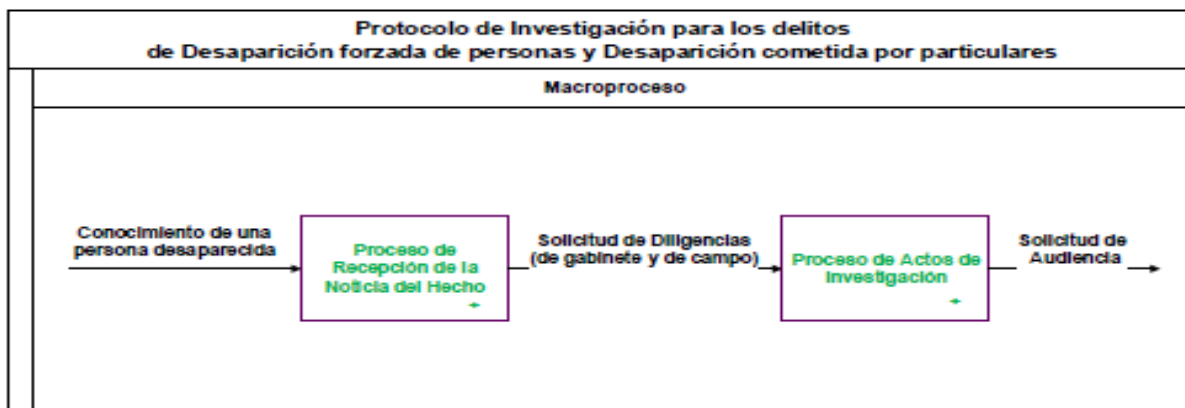 Protocolo de Investigación para los delitos
de Desaparición forzada de personas y Desaparición cometida por particulares
Macroproceso
Conocimiento de una
persona desaparecida
Proceso de
Recepción de la
Noticia del Hecho
+
Solicitud de Diligencias
(de gabinete y de campo)
Proceso de Actos de
Investigación
+
Solicitud de
Audiencia